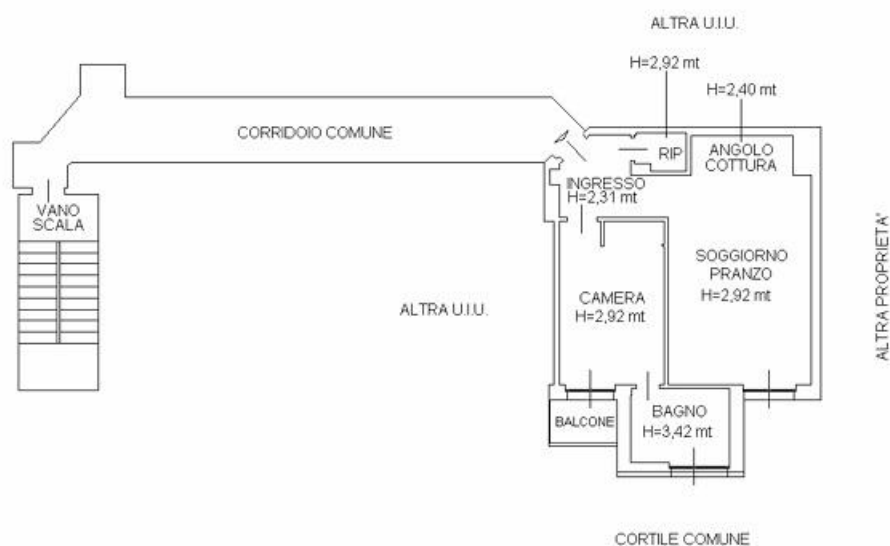 ALTRA U.I.U.
H=2,92 mt
H=2,40 mt
CORRIDOIO COMUNE
RIP
ANGOLO
COTTURA
INGRESSO
H=2,31 mt
VANO
SCALA
SOGGIORNO
PRANZO
H=2,92 mt
CAMERA
H=2,92 mt
ALTRA U.I.U.
ALTRA PROPRIETA'
BALCONE
BAGNO
H=3,42 mt
CORTILE COMUNE